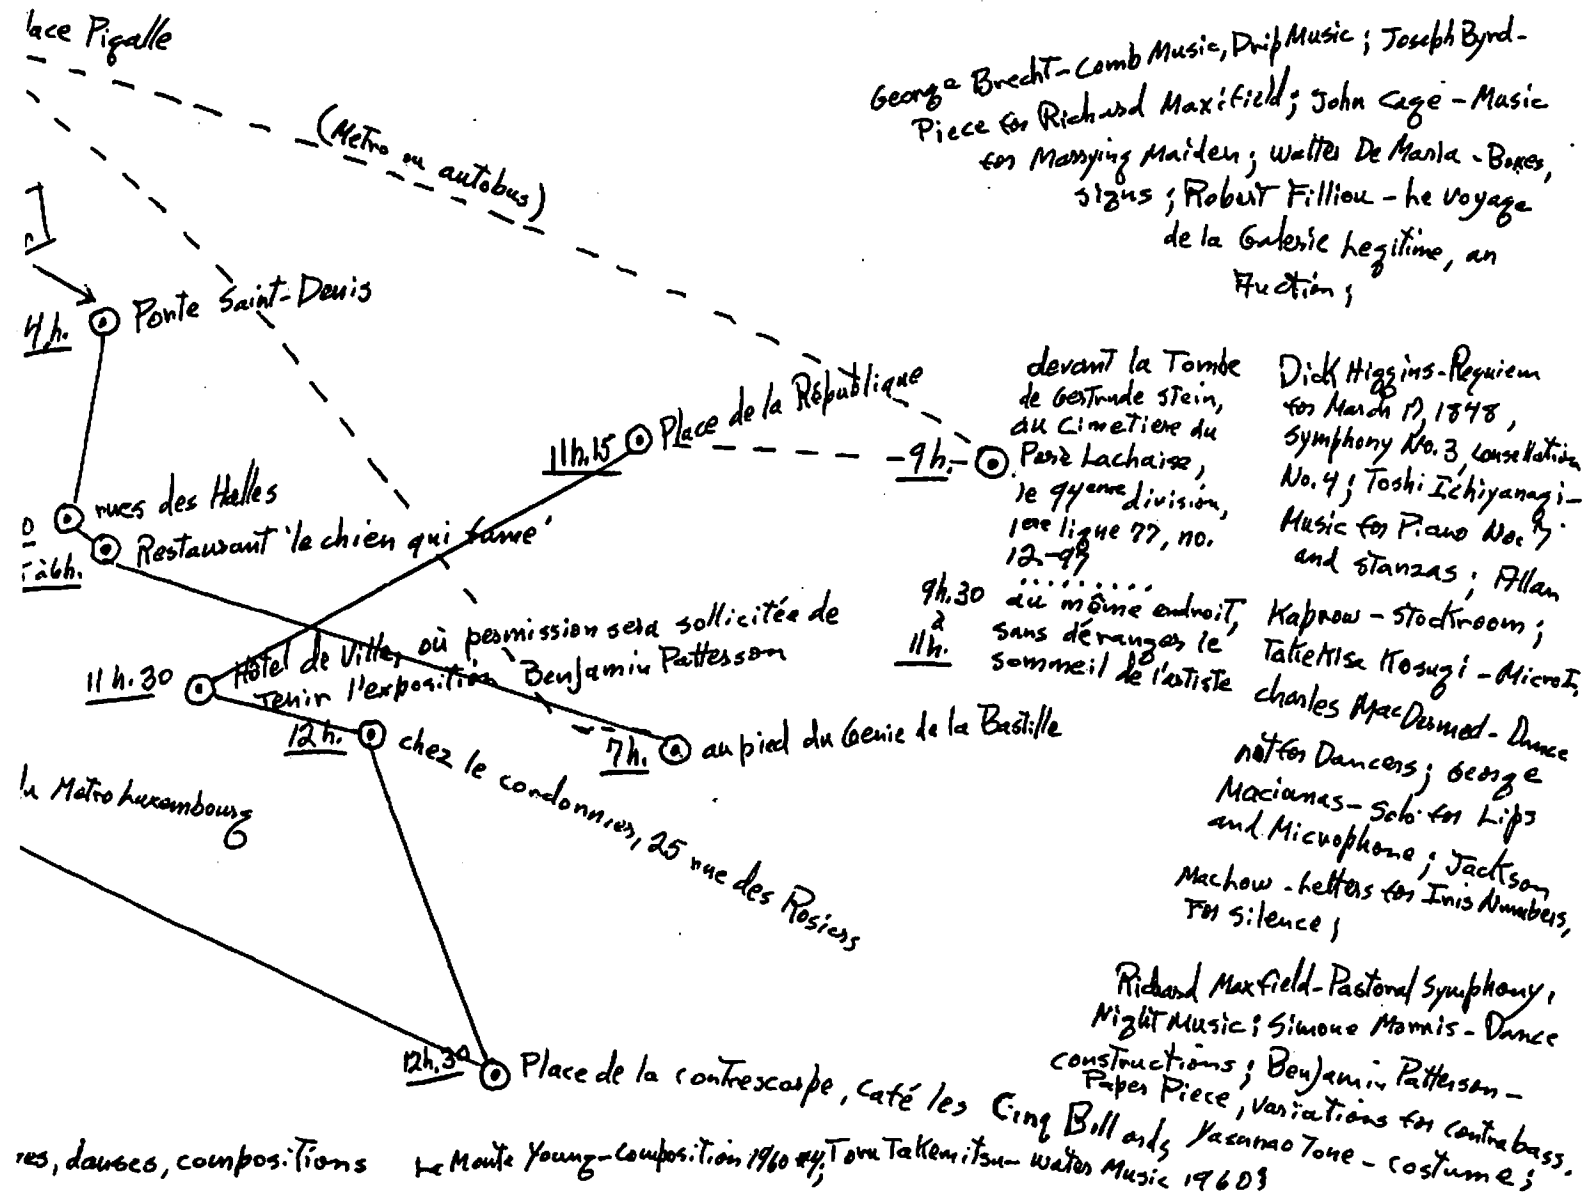 lace Pigalle
(Metro ou autobus)
4h.
Porte Saint-Denis
rues des Halles
Restaurant 'le chien qui fume'
à 6h.
11h.15
Place de la République
-9h.-
devant la Tombe
de Gertrude Stein,
au Cimetiere du
Perè Lachaise,
le 94eme división,
1ere ligne 77, no.
12-97
.........
9h.30
à
11h.
au même endroit,
sans déranger le
sommeil de l'artiste
11h.30
Hôtel de Ville, où permission sera sollicitée de
Tenir l'exposition Benjamin Patterson
12h.
chez le cordonnier, 25 rue des Rosiers
7h.
au pied du Genie de la Bastille
Metro Luxembourg
12h.30
Place de la contrescarpe, café les Cinq Billards
res, danses, compositions
George Brecht-Comb Music, Drip Music; Joseph Byrd-
Piece for Richard Maxifield; John Cage - Music
for Marrying Maiden; Walter De Maria - Boxes,
signs; Robert Filliou - Le Voyage
de la Galerie Legitime, an
Auction;
Dick Higgins-Requiem
for March 17, 1848,
Symphony No.3, Consellation
No.4; Toshi Ichiyanagi-
Music for Piano No. 7
and stanzas; Allan
Kaprow - Stockroom;
Takehisa Kosugi - Micro I,
Charles MacDermed - Dance
not for Dancers; George
Macianas - Solo for Lips
and Microphone; Jackson
Machow - Letters for Iris Numbers,
For Silence;
Richard Maxfield-Pastoral Symphony,
Night Music; Simone Morris - Dance
constructions; Benjamin Patterson-
Paper Piece, variations for contrabass.
Yasunao Tone - costume;
La Monte Young-Composition 1960 #4; Toru Takemitsu- Water Music 1960;